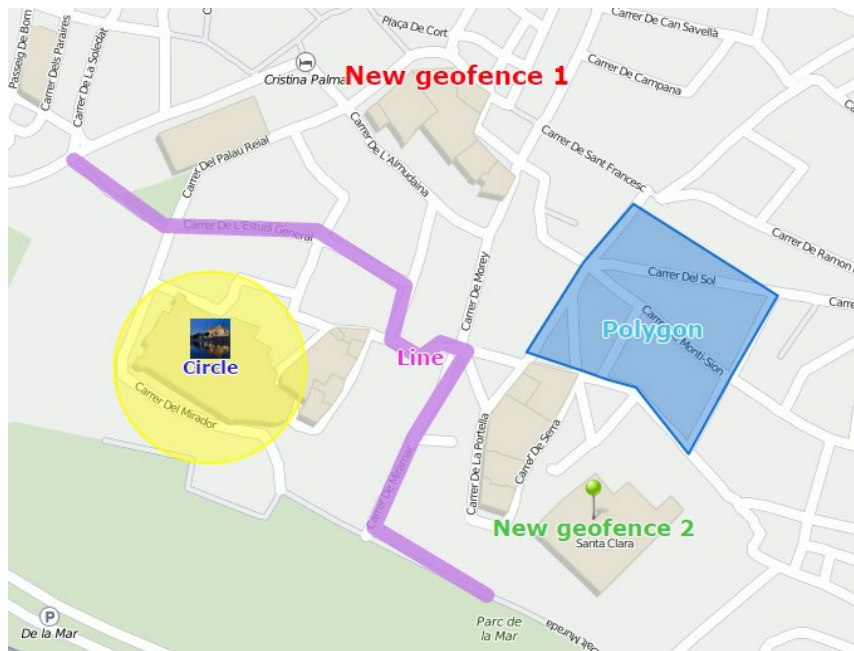 Passeig De Born
Carrer Dels Paraires
Carrer De La Soledat
Plaça De Cort
Carrer De Can Savellà
Cristina Palma
New geofence 1
Carrer De Campana
Carrer Del Palau Reial
Carrer De L'Almudaina
Carrer De Sant Francesc
Carrer De L'Estudi General
Carrer De Ramon
Carrer De Morey
Carrer Del Sol
Carre
Polygon
Carrer De Monti-Sion
Circle
Line
Carrer Del Mirador
Carrer De La Portella
Carrer De Serra
Carrer De Miramar
New geofence 2
Santa Clara
P
De la Mar
Parc de
la Mar
Dalt Murada